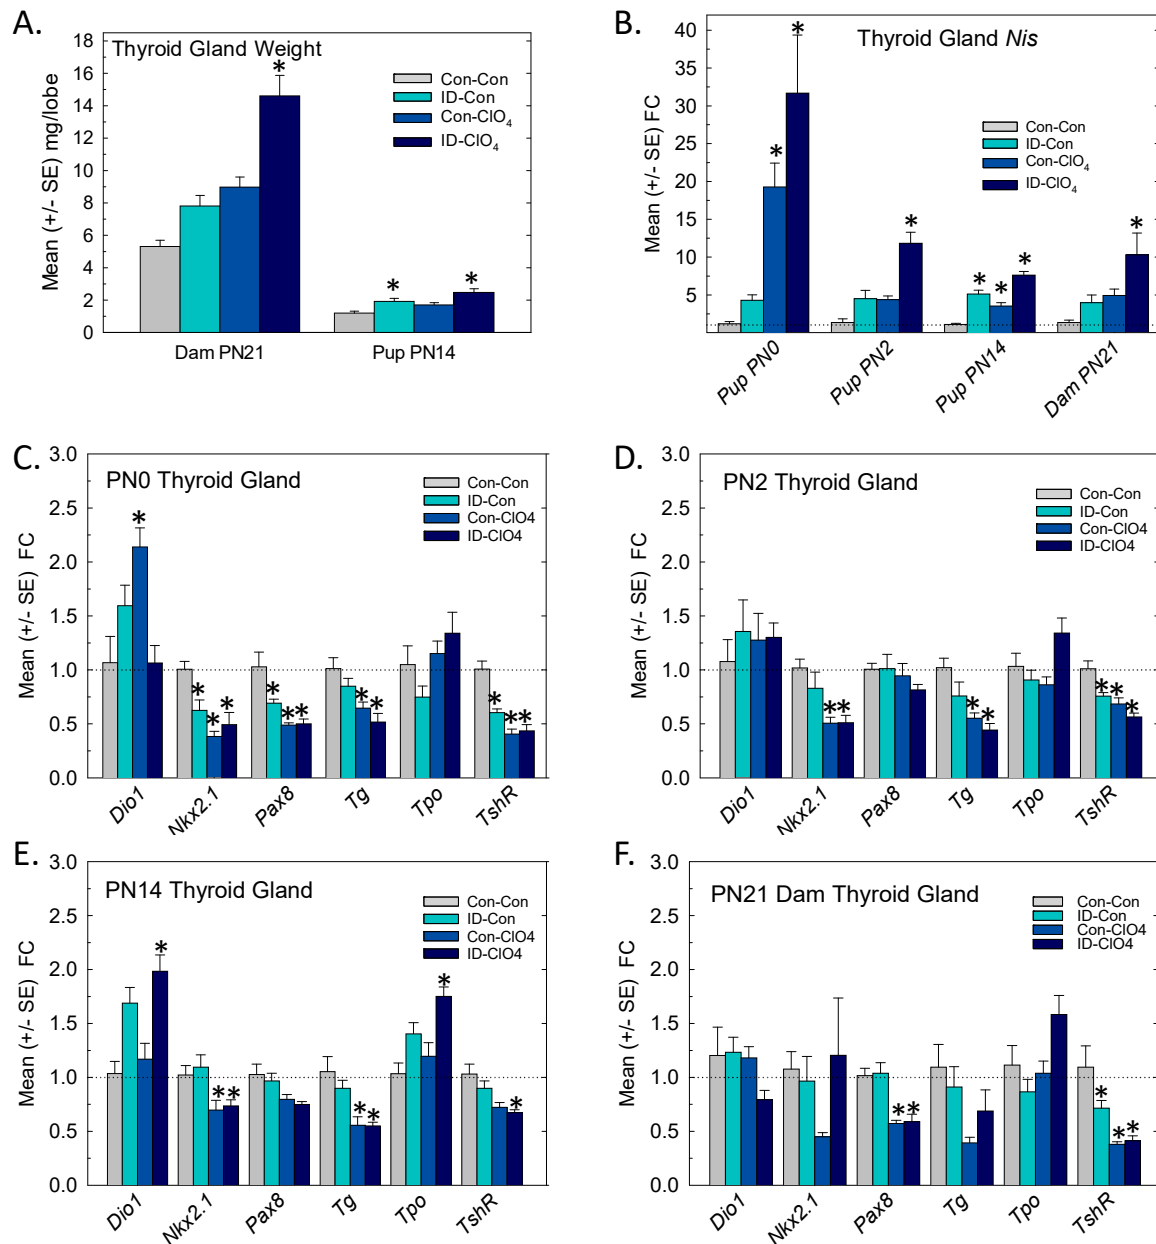 A.
Thyroid Gland Weight
Mean (+/- SE) mg/lobe
18
16
14
12
10
8
6
4
2
0
*
*
*
Con-Con
ID-Con
Con-ClO4
ID-ClO4
Dam PN21
Pup PN14
B.
Thyroid Gland Nis
Mean (+/- SE) FC
40
35
30
25
20
15
10
5
*
*
*
*
*
*
*
Con-Con
ID-Con
Con-ClO4
ID-ClO4
Pup PN0
Pup PN2
Pup PN14
Dam PN21
C.
PN0 Thyroid Gland
Mean (+/- SE) FC
3.0
2.5
2.0
1.5
1.0
0.5
0.0
*
* * *
* * *
* *
* * *
Con-Con
ID-Con
Con-ClO4
ID-ClO4
Dio1
Nkx2.1
Pax8
Tg
Tpo
TshR
D.
PN2 Thyroid Gland
Mean (+/- SE) FC
3.0
2.5
2.0
1.5
1.0
0.5
0.0
* *
* *
* * *
Con-Con
ID-Con
Con-ClO4
ID-ClO4
Dio1
Nkx2.1
Pax8
Tg
Tpo
TshR
E.
PN14 Thyroid Gland
Mean (+/- SE) FC
3.0
2.5
2.0
1.5
1.0
0.5
0.0
*
* *
* *
*
*
Con-Con
ID-Con
Con-ClO4
ID-ClO4
Dio1
Nkx2.1
Pax8
Tg
Tpo
TshR
F.
PN21 Dam Thyroid Gland
Mean (+/- SE) FC
3.0
2.5
2.0
1.5
1.0
0.5
0.0
* *
* * *
Con-Con
ID-Con
Con-ClO4
ID-ClO4
Dio1
Nkx2.1
Pax8
Tg
Tpo
TshR